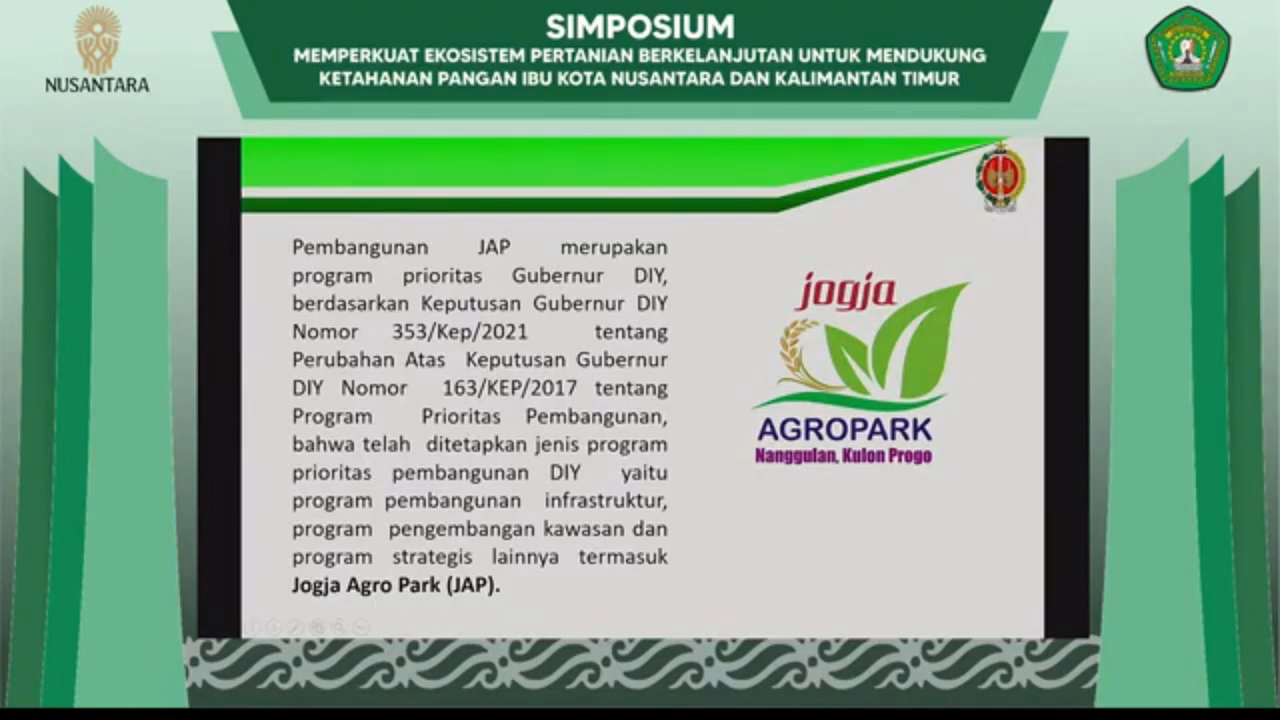 SIMPOSIUM
MEMPERKUAT EKOSISTEM PERTANIAN BERKELANJUTAN UNTUK MENDUKUNG
KETAHANAN PANGAN IBU KOTA NUSANTARA DAN KALIMANTAN TIMUR
NUSANTARA
Pembangunan JAP merupakan
program prioritas Gubernur DIY,
berdasarkan Keputusan Gubernur DIY
Nomor 353/Kep/2021 tentang
Perubahan Atas Keputusan Gubernur
DIY Nomor 163/KEP/2017 tentang
Program Prioritas Pembangunan,
bahwa telah ditetapkan jenis program
prioritas pembangunan DIY yaitu
program pembangunan infrastruktur,
program pengembangan kawasan dan
program strategis lainnya termasuk
Jogja Agro Park (JAP).
jogja
AGROPARK
Nanggulan, Kulon Progo